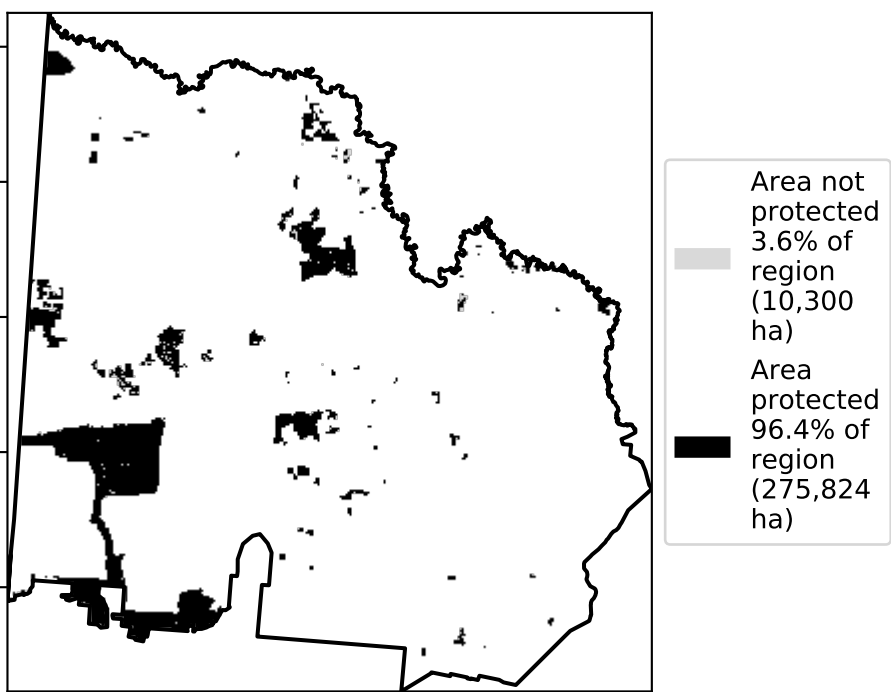 Area not
protected
3.6% of
region
(10,300
ha)
Area
protected
96.4% of
region
(275,824
ha)